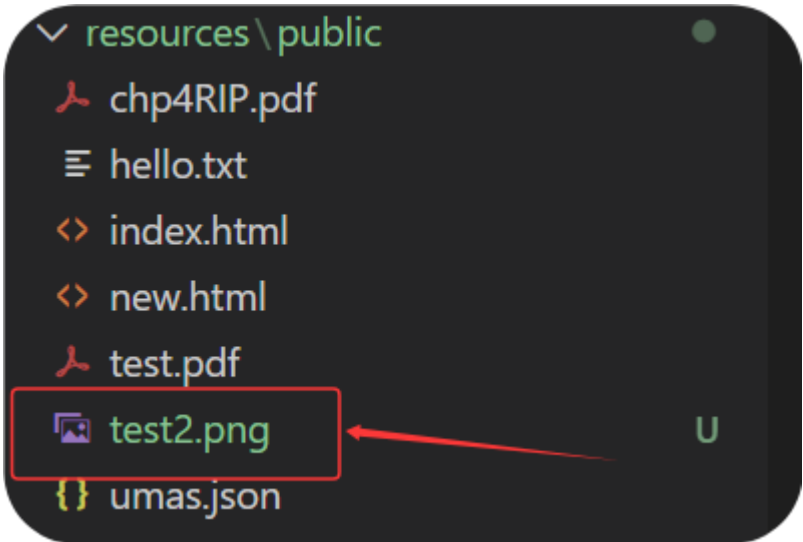 resources\public
chp4RIP.pdf
hello.txt
index.html
new.html
test.pdf
test2.png U
umas.json